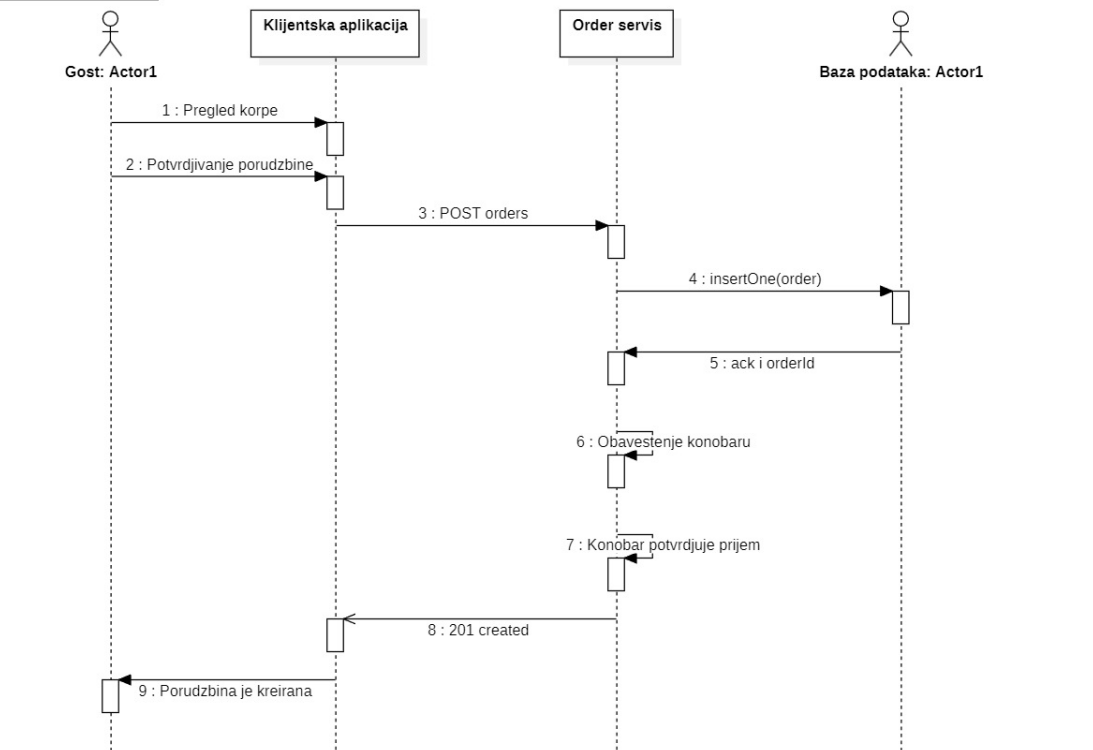 Klijentska aplikacija
Order servis
Gost: Actor1
Baza podataka: Actor1
1 : Pregled korpe
2 : Potvrdjivanje porudzbine
3 : POST orders
4 : insertOne(order)
5 : ack i orderId
6 : Obavestenje konobaru
7 : Konobar potvrdjuje prijem
8 : 201 created
9 : Porudzbina je kreirana